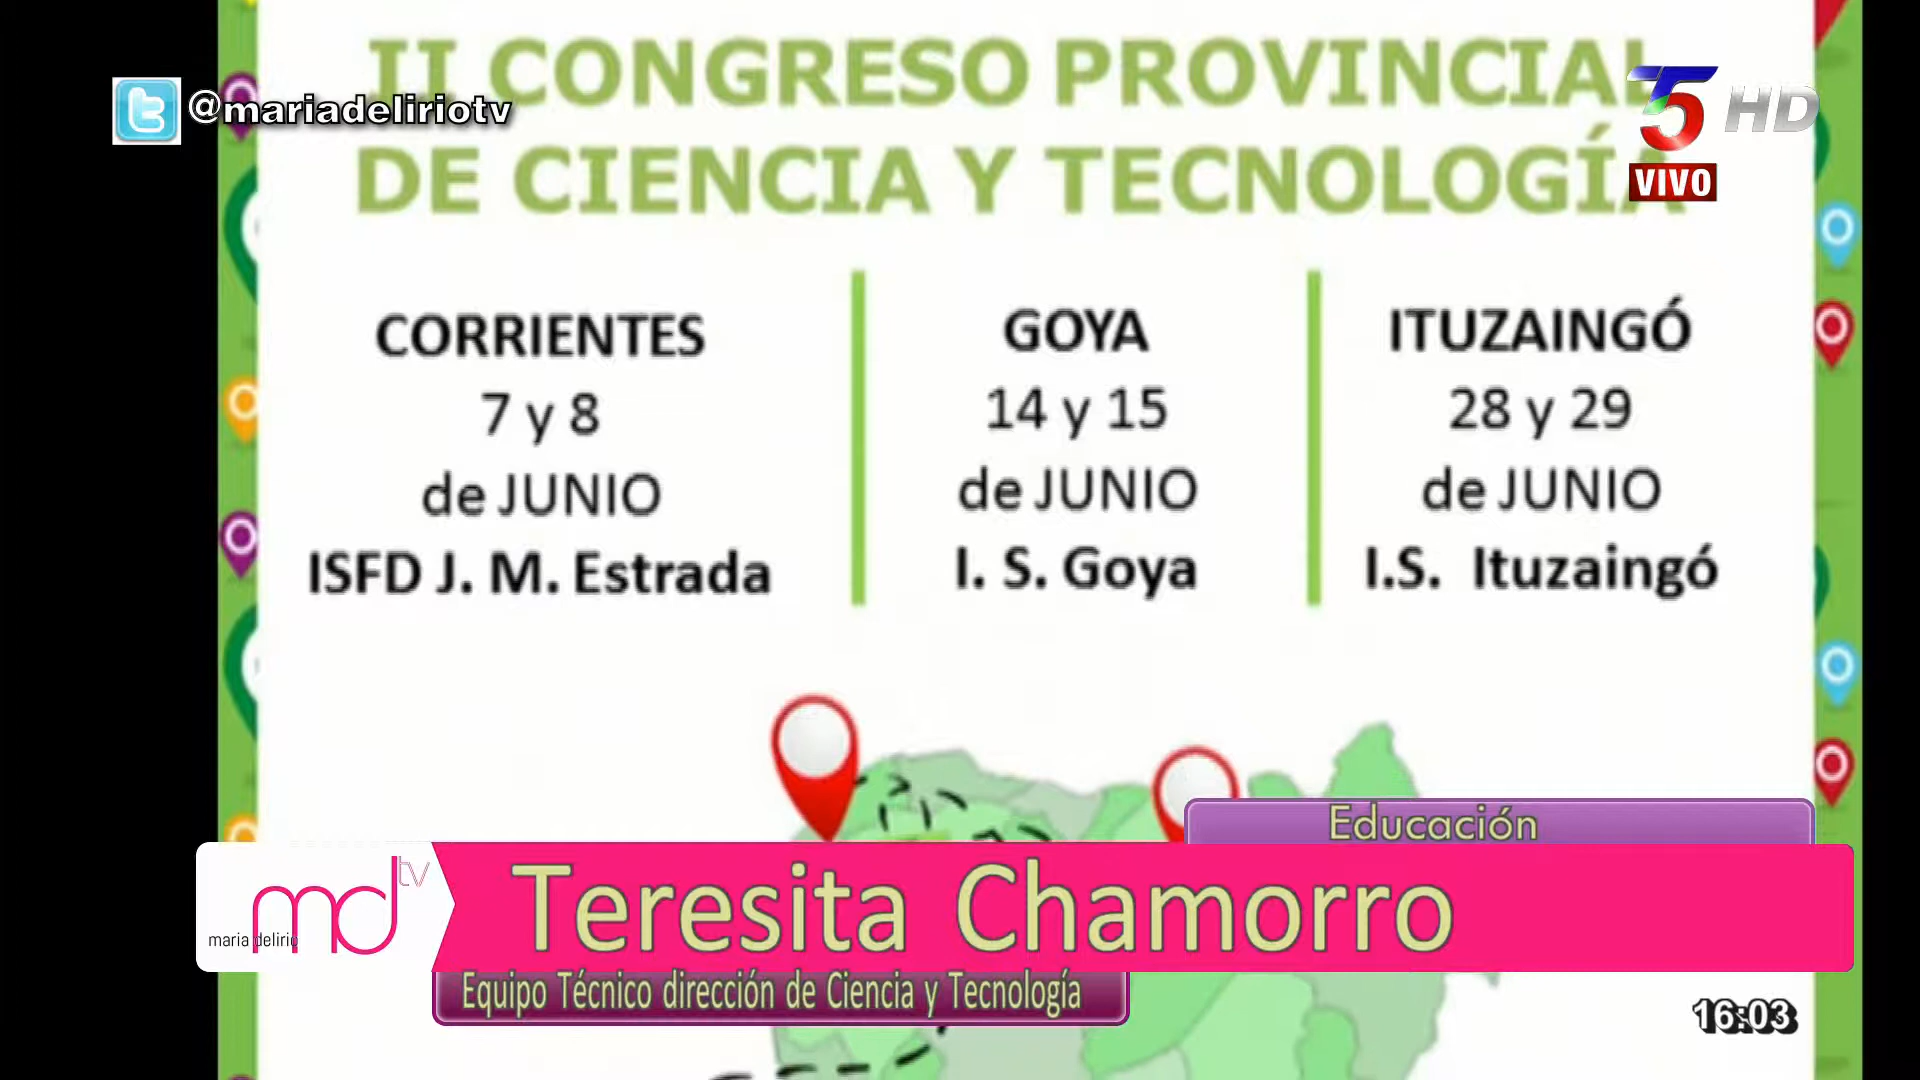 II CONGRESO PROVINCIAL
DE CIENCIA Y TECNOLOGÍA
@mariadeliriotv
5 HD
VIVO
CORRIENTES
7 y 8
de JUNIO
ISFD J. M. Estrada
GOYA
14 y 15
de JUNIO
I. S. Goya
ITUZAINGÓ
28 y 29
de JUNIO
I.S. Ituzaingó
Educación
md tv
maria delirio
Teresita Chamorro
Equipo Técnico dirección de Ciencia y Tecnología
16:03